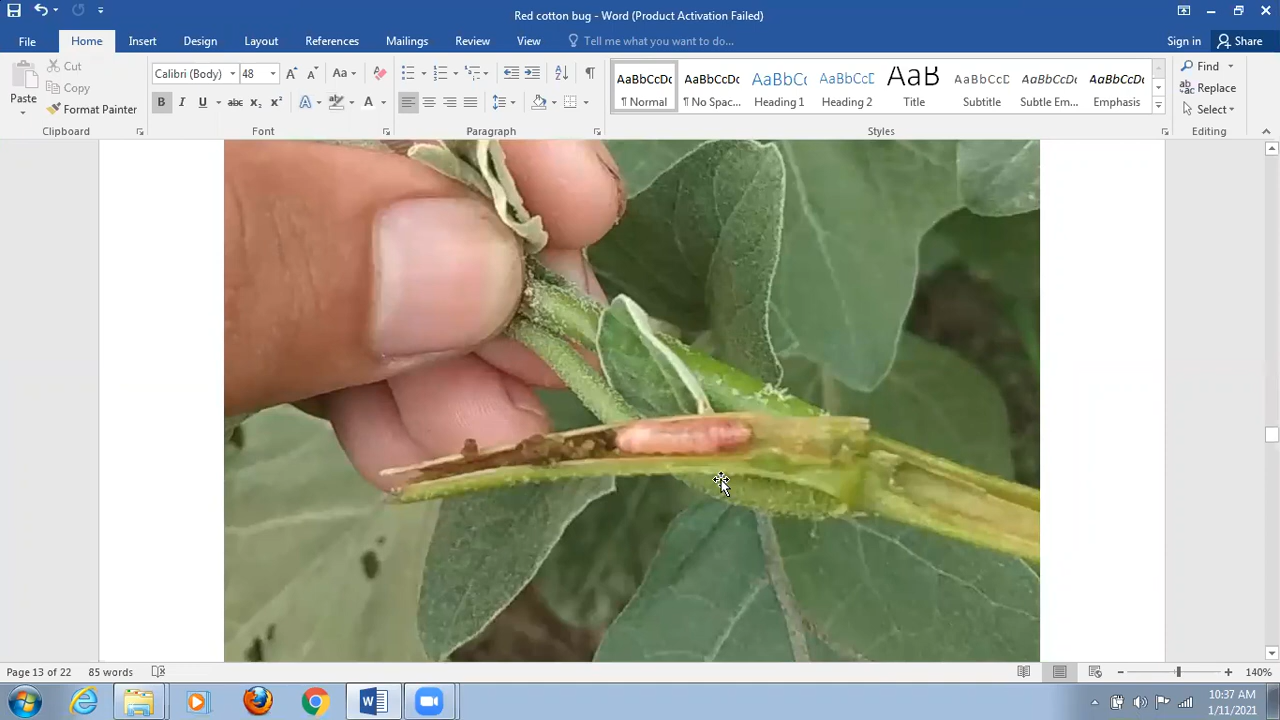 Red cotton bug - Word (Product Activation Failed)
File Home Insert Design Layout References Mailings Review View Tell me what you want to do... Sign in Share
Paste
Cut
Copy
Format Painter
Clipboard
Calibri (Body) 48
Font
Paragraph
AaBbCcDc AaBbCcDc AaBbC AaBbCcE AaB AaBbCcD AaBbCcDc AaBbCcDc
¶ Normal ¶ No Spac... Heading 1 Heading 2 Title Subtitle Subtle Em... Emphasis
Styles
Find
Replace
Select
Editing
Page 13 of 22 85 words 140%
10:37 AM
1/11/2021